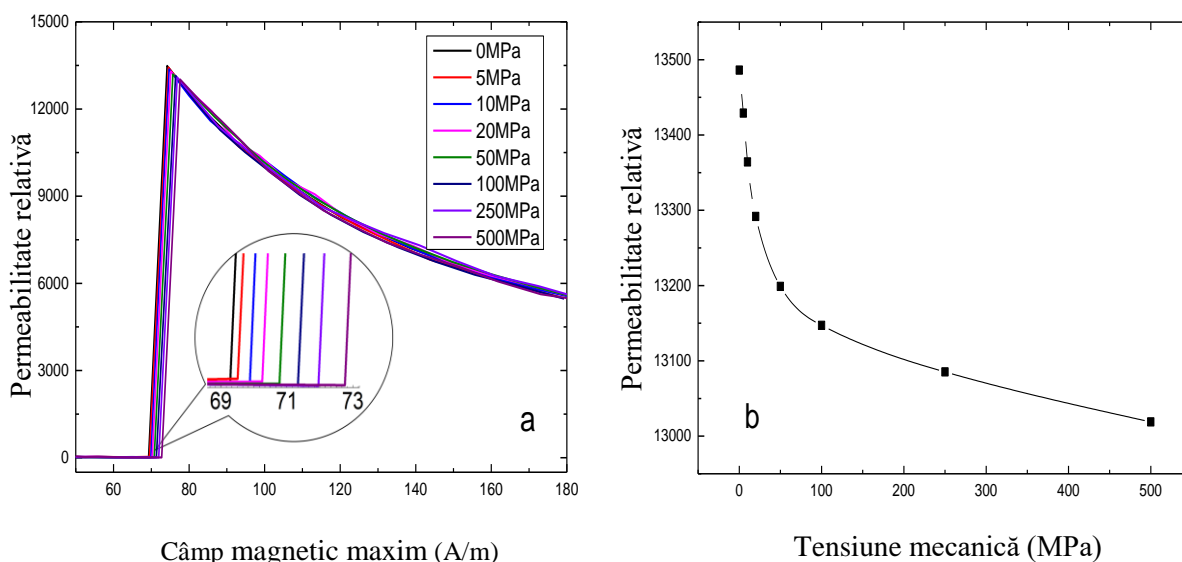 15000
12000
9000
6000
3000
0
Permeabilitate relativă
0MPa
5MPa
10MPa
20MPa
50MPa
100MPa
250MPa
500MPa
69 71 73
a
60 80 100 120 140 160 180
Câmp magnetic maxim (A/m)
13500
13400
13300
13200
13100
13000
Permeabilitate relativă
b
0 100 200 300 400 500
Tensiune mecanică (MPa)